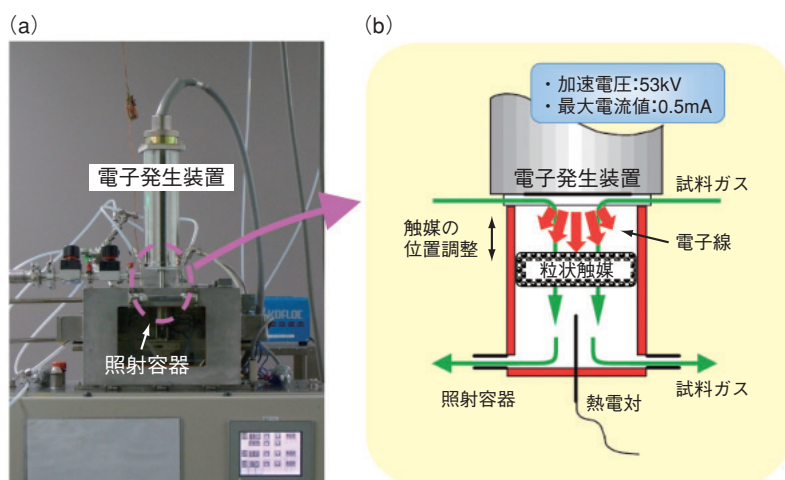 (a)
電子発生装置
照射容器
KOFLOC
(b)
・加速電圧:53kV
・最大電流値:0.5mA
電子発生装置
試料ガス
触媒の
位置調整
電子線
粒状触媒
照射容器
熱電対
試料ガス